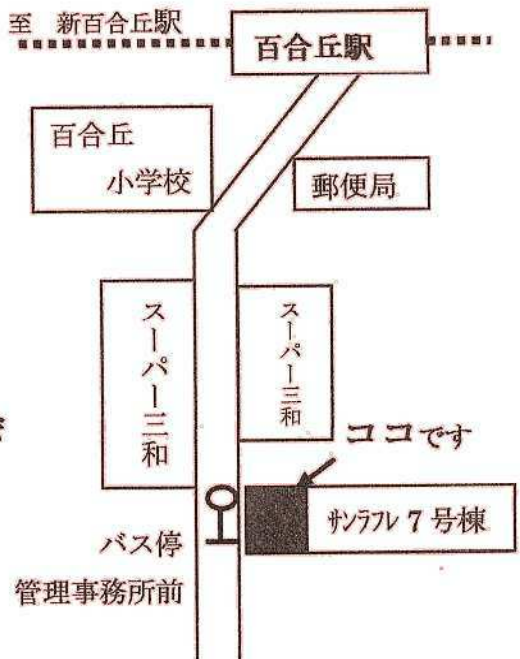 至 新百合丘駅
百合丘駅
百合丘
小学校
郵便局
スーパー三和
スーパー三和
ココです
サンラフレ 7 号棟
バス停
管理事務所前